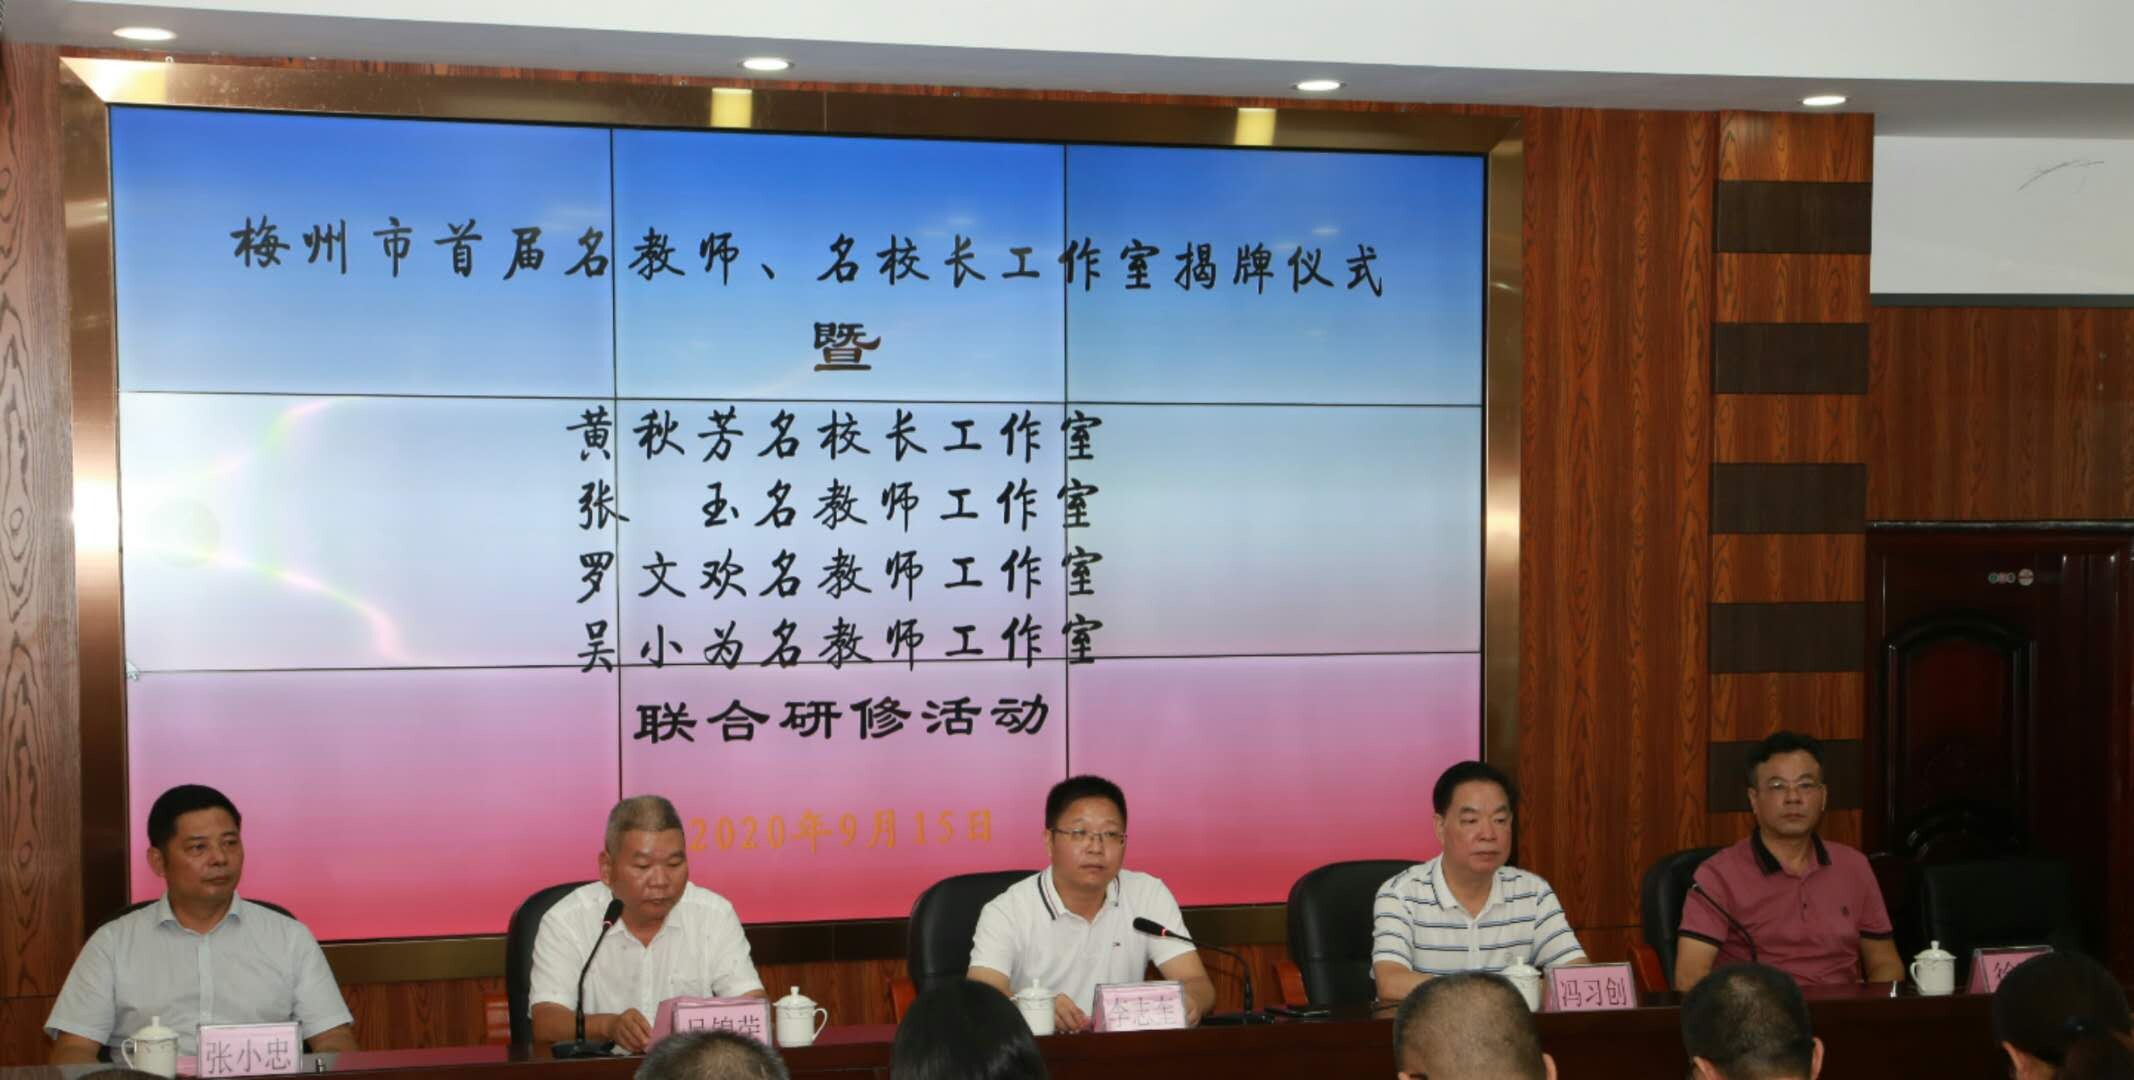 梅州市首届名教师、名校长工作室揭牌仪式
暨
黄秋芳名校长工作室
张 玉名教师工作室
罗文欢名教师工作室
吴小为名教师工作室
联合研修活动
2020年9月15日
张小忠
冯习创